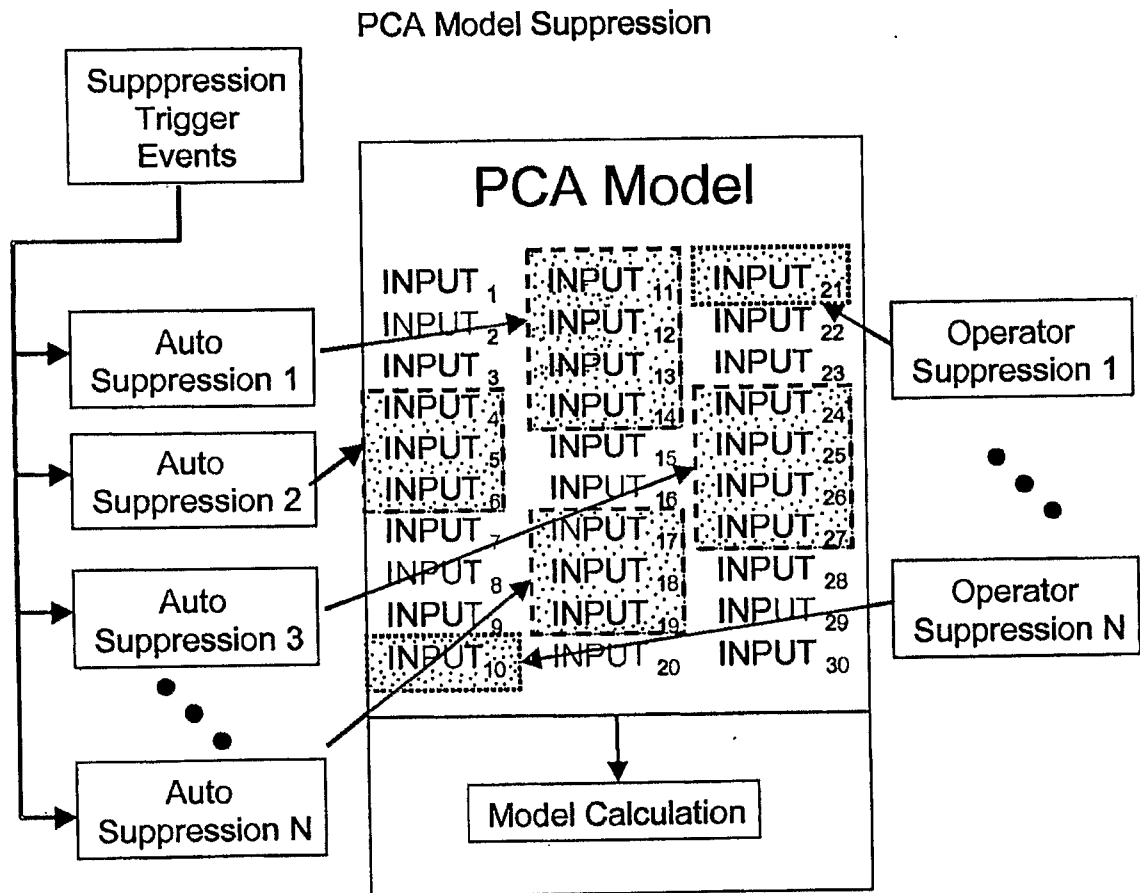 PCA Model Suppression
Supppression
Trigger
Events
PCA Model
INPUT 1
INPUT 2
INPUT 3
INPUT 4
INPUT 5
INPUT 6
INPUT 7
INPUT 8
INPUT 9
INPUT 10
INPUT 11
INPUT 12
INPUT 13
INPUT 14
INPUT 15
INPUT 16
INPUT 17
INPUT 18
INPUT 19
INPUT 20
INPUT 21
INPUT 22
INPUT 23
INPUT 24
INPUT 25
INPUT 26
INPUT 27
INPUT 28
INPUT 29
INPUT 30
Auto
Suppression 1
Auto
Suppression 2
Auto
Suppression 3
Auto
Suppression N
Operator
Suppression 1
Operator
Suppression N
Model Calculation